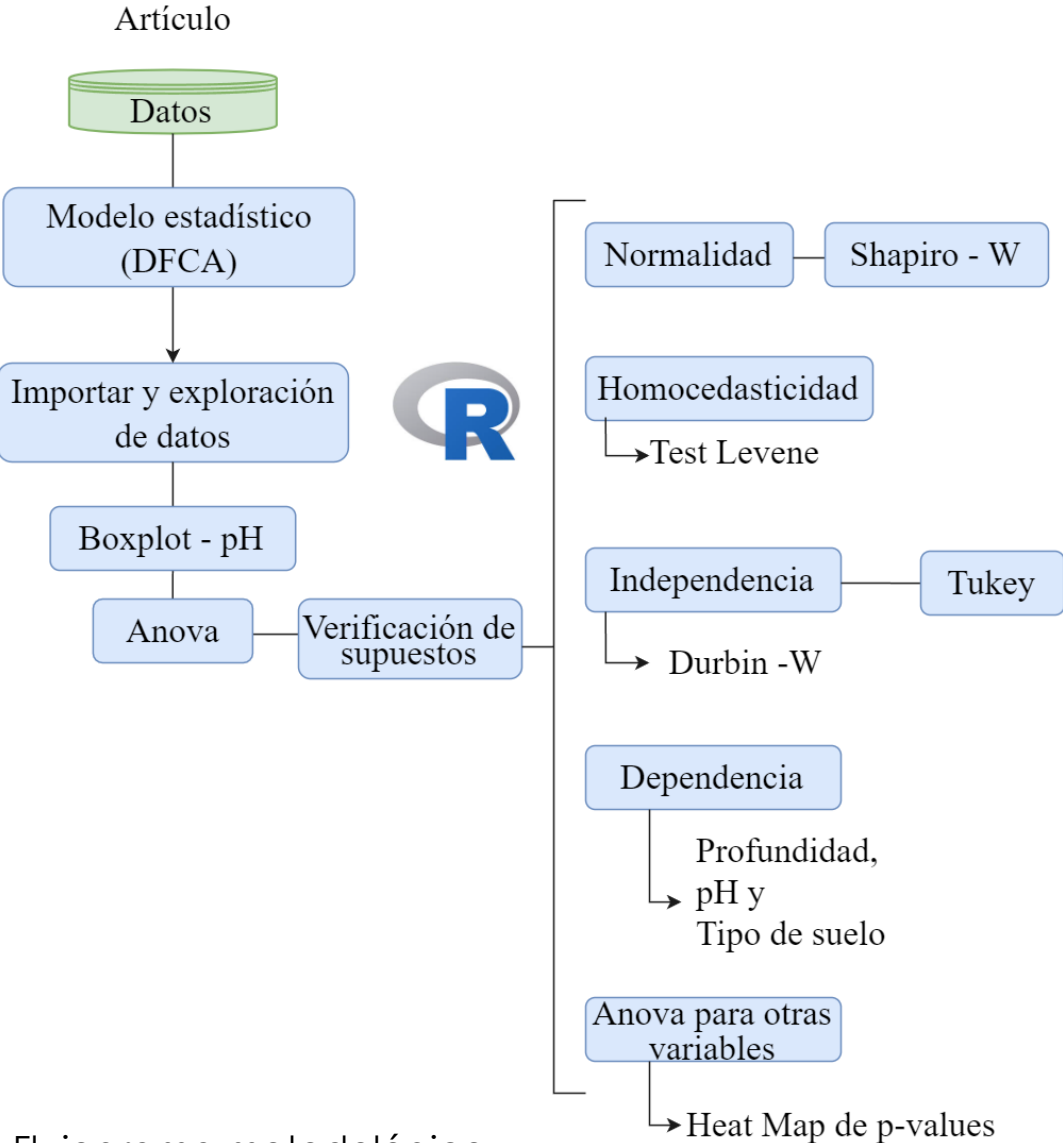 Artículo
Datos
Modelo estadístico
(DFCA)
Importar y exploración
de datos
Boxplot - pH
Anova
Verificación de
supuestos
R
Normalidad
Shapiro - W
Homocedasticidad
Test Levene
Independencia
Tukey
Durbin -W
Dependencia
Profundidad,
pH y
Tipo de suelo
Anova para otras
variables
Heat Map de p-values